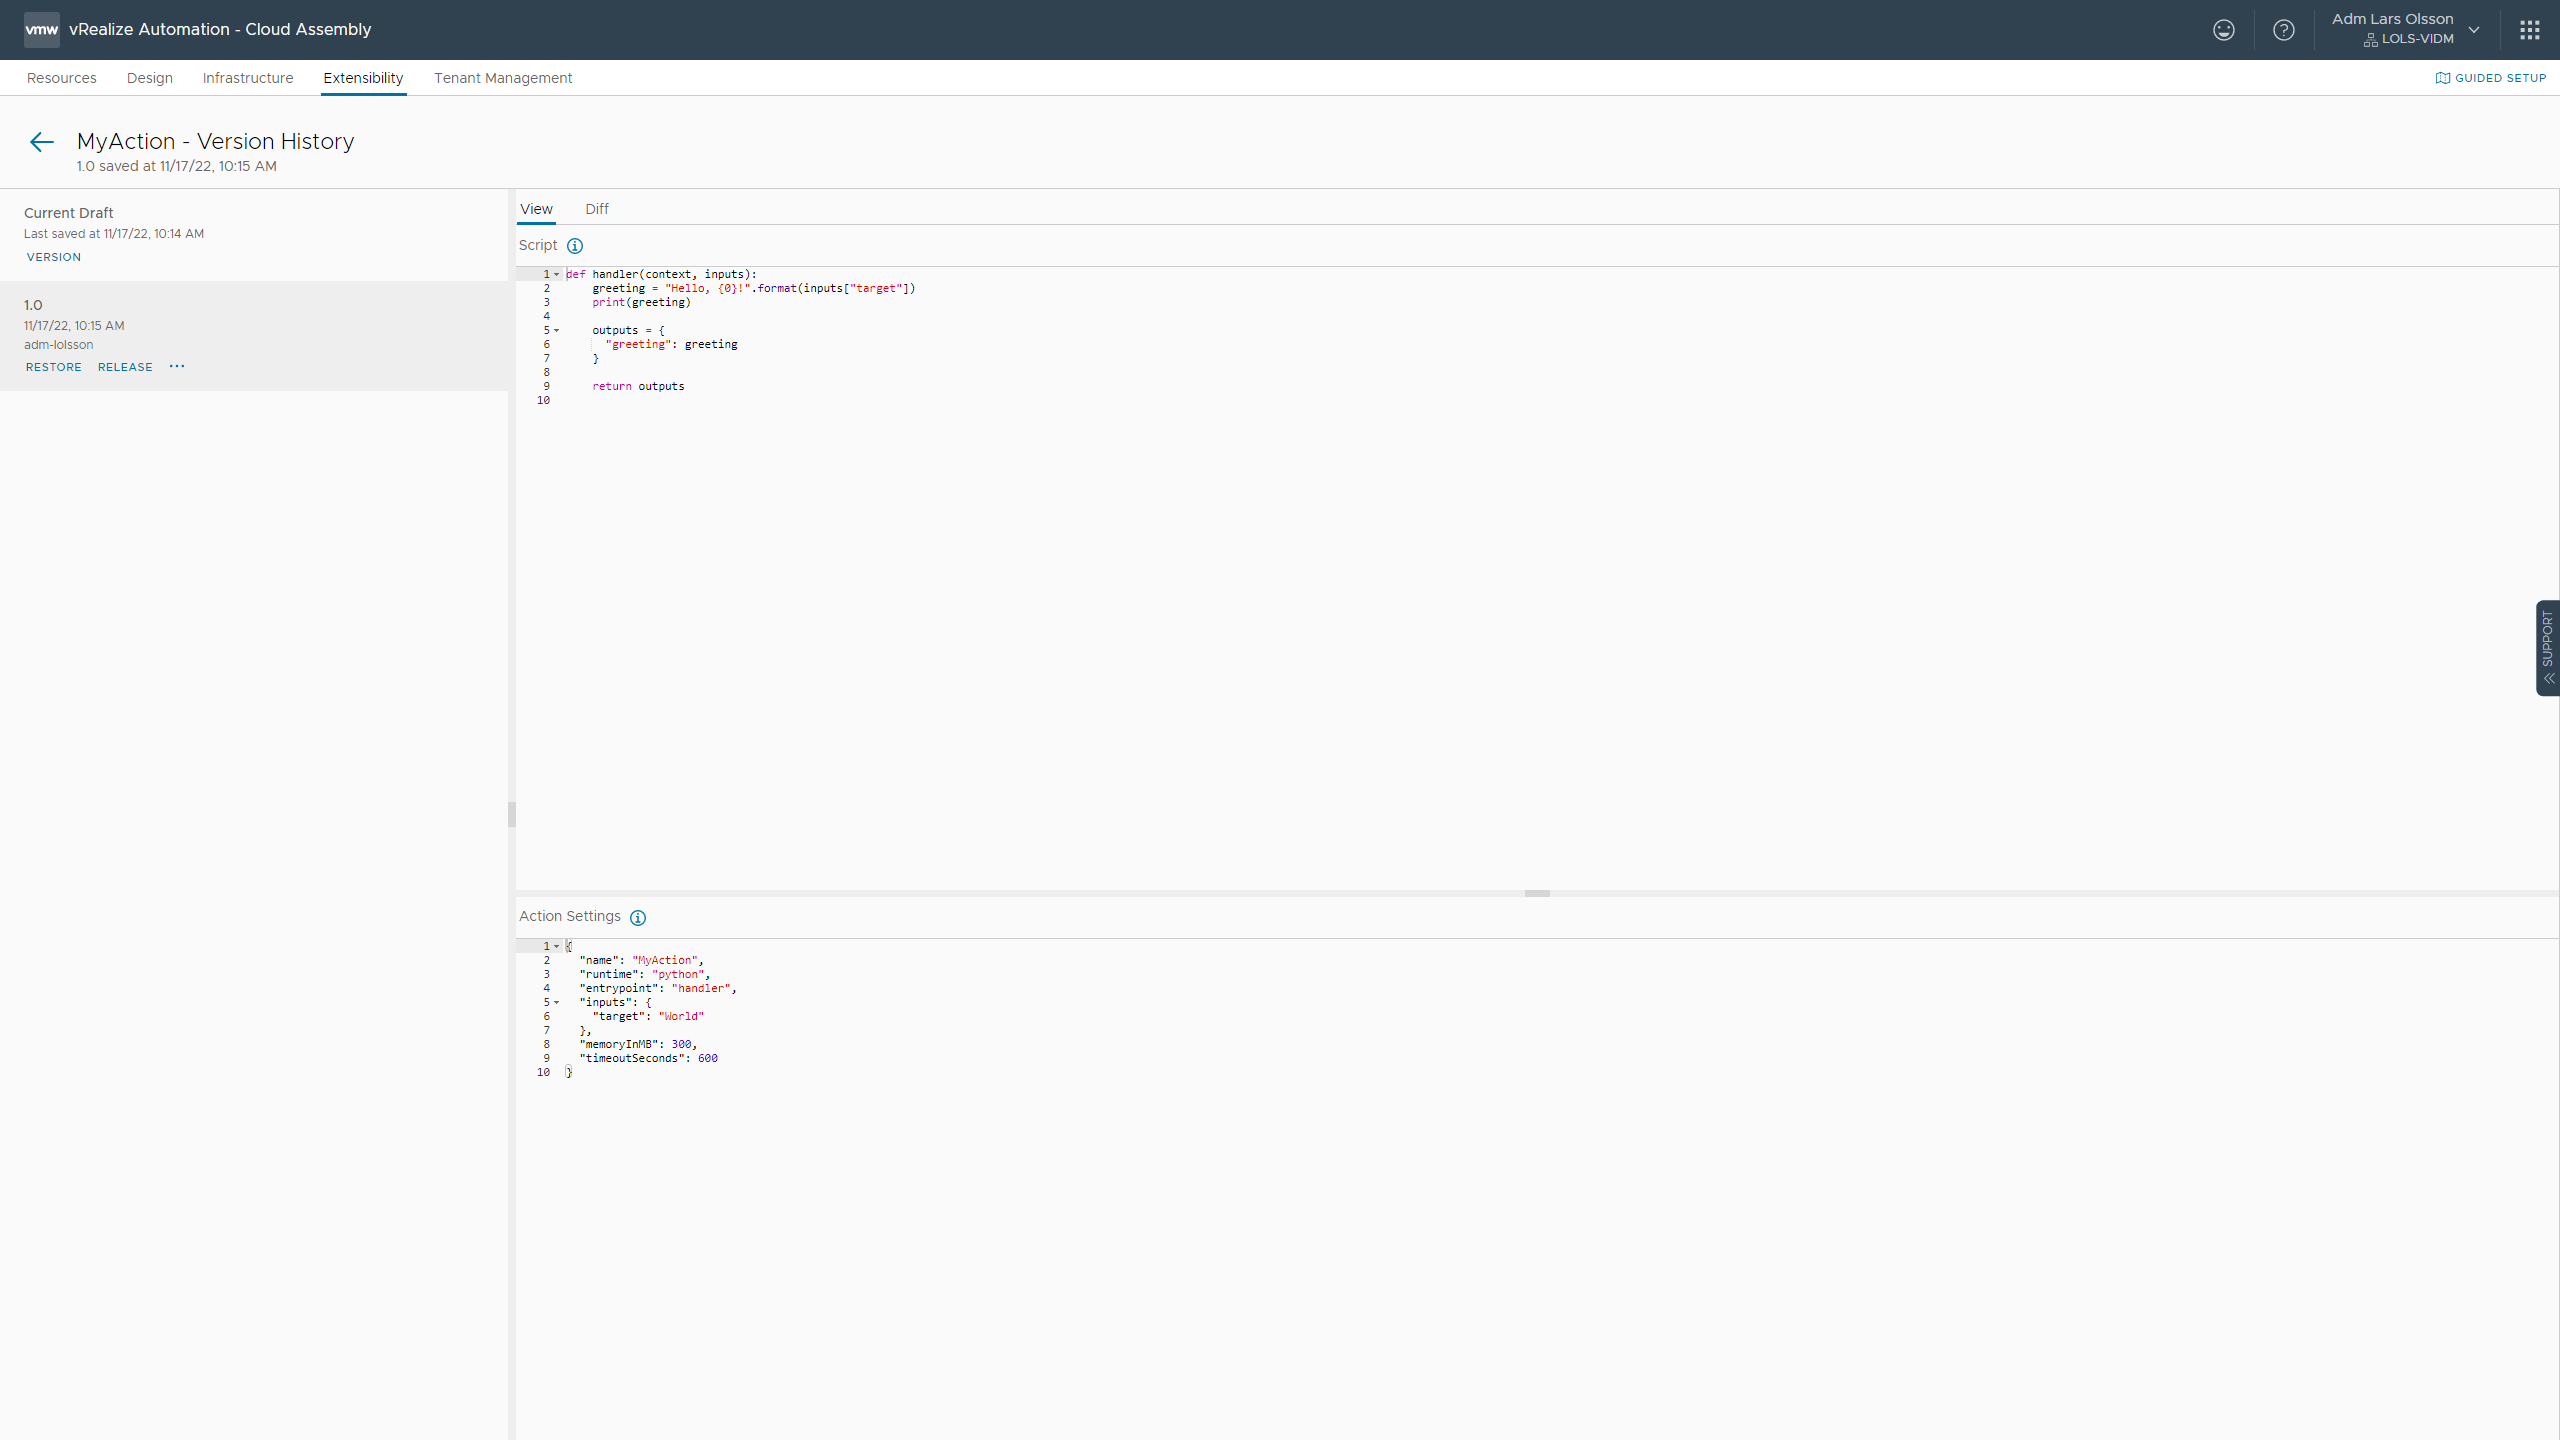 vmw vRealize Automation - Cloud Assembly
Adm Lars Olsson
LOLS-VIDM
Resources Design Infrastructure Extensibility Tenant Management
GUIDED SETUP
MyAction - Version History
1.0 saved at 11/17/22, 10:15 AM
Current Draft
Last saved at 11/17/22, 10:14 AM
VERSION
1.0
11/17/22, 10:15 AM
adm-lolsson
RESTORE RELEASE ...
View Diff
Script
1 def handler(context, inputs):
2     greeting = "Hello, {0}!".format(inputs["target"])
3     print(greeting)
4
5     outputs = {
6       "greeting": greeting
7     }
8
9     return outputs
10
Action Settings
1 {
2   "name": "MyAction",
3   "runtime": "python",
4   "entrypoint": "handler",
5   "inputs": {
6     "target": "World"
7   },
8   "memoryInMB": 300,
9   "timeoutSeconds": 600
10 }
SUPPORT